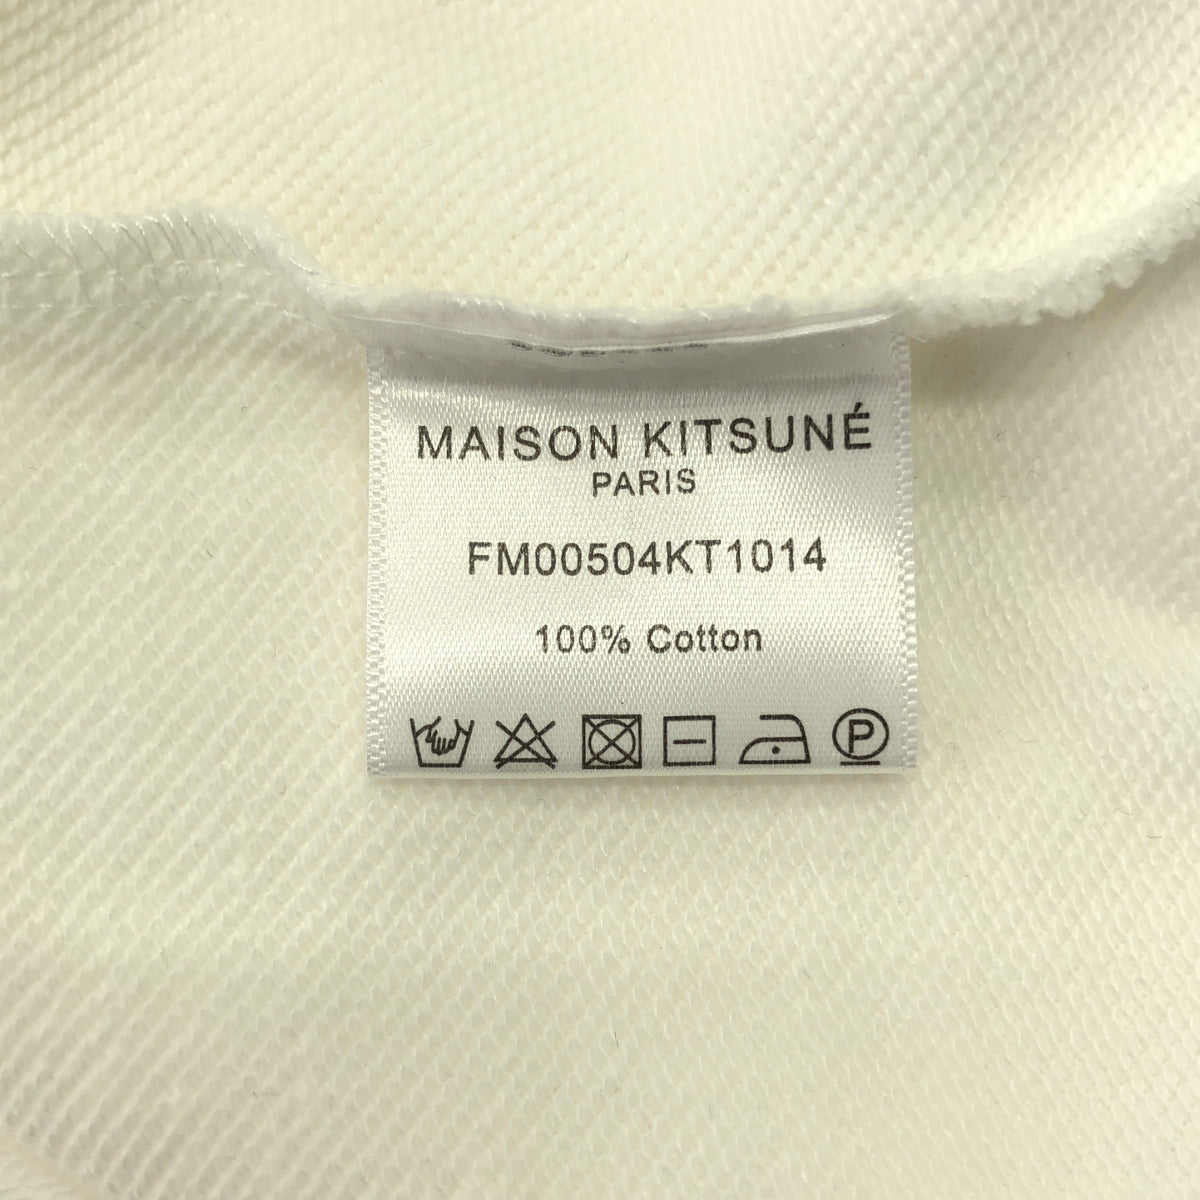 MAISON KITSUNÉ
PARIS
FM00504KT1014
100% Cotton
P